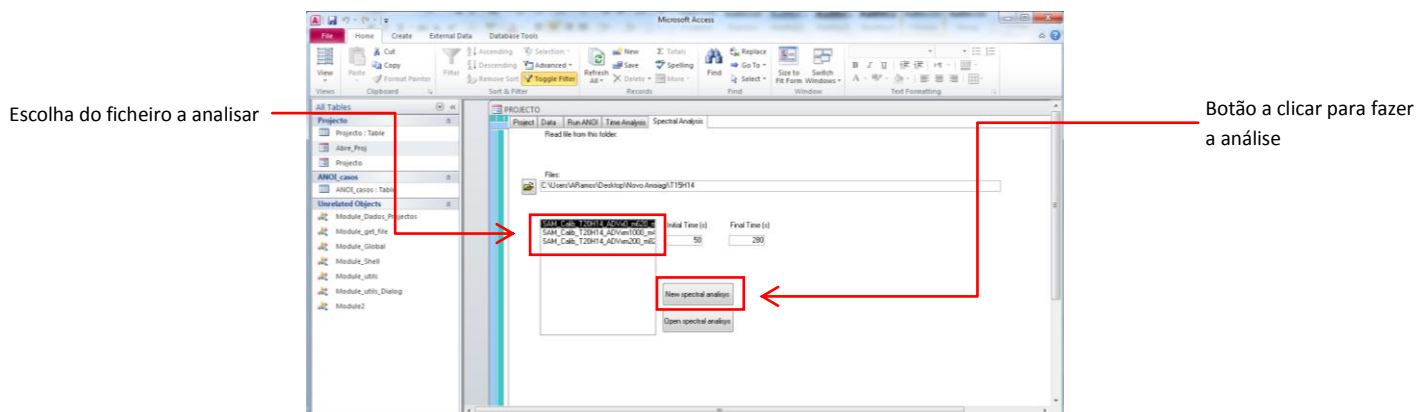 Microsoft Access
File Home Create External Data Database Tools
View
Views
Paste
Cut
Copy
Format Painter
Clipboard
Filter
Ascending
Descending
Remove Sort
Selection
Advanced
Toggle Filter
Sort & Filter
Refresh
All
New
Save
Delete
Totals
Spelling
More
Records
Find
Replace
Go To
Select
Find
Size to
Fit Form
Switch
Windows
Window
B I U
A
Text Formatting
Escolha do ficheiro a analisar
All Tables
Projecto
Projecto : Table
Abre_Proj
Projecto
ANOI_casos
ANOI_casos : Table
Unrelated Objects
Module_Dados_Projectos
Module_get_file
Module_Global
Module_Shell
Module_utils
Module_utils_Dialog
Module2
PROJECTO
Project Data Run ANOI Time Analysis Spectral Analysis
Read file from this folder:
Files:
C:\Users\ARamos\Desktop\Novo Anoiagi\T15H14
SAM_Calib_T20H14_ADVxm1000_m4
SAM_Calib_T20H14_ADVxm200_m62
Initial Time (s) Final Time (s)
50 280
New spectral analisys
Open spectral analisys
Botão a clicar para fazer
a análise